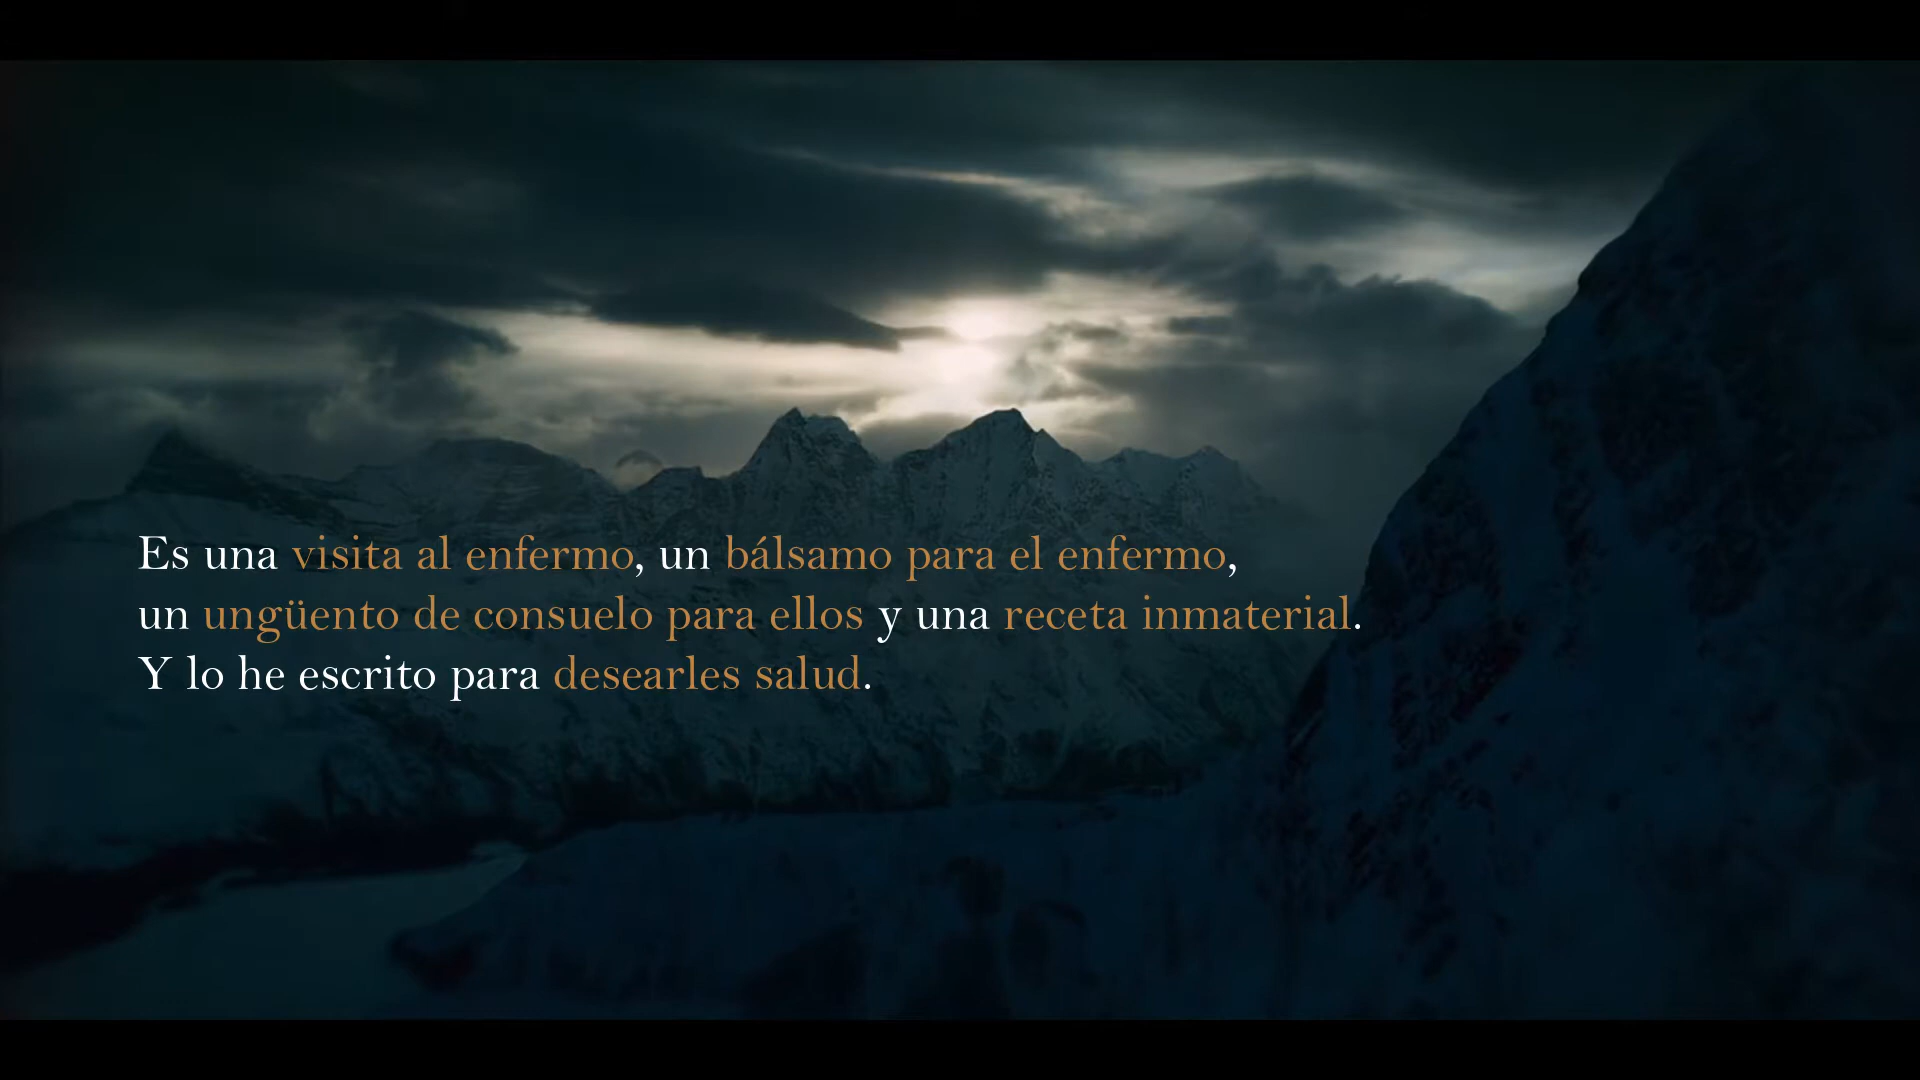 Es una visita al enfermo, un bálsamo para el enfermo,
un ungüento de consuelo para ellos y una receta inmaterial.
Y lo he escrito para desearles salud.